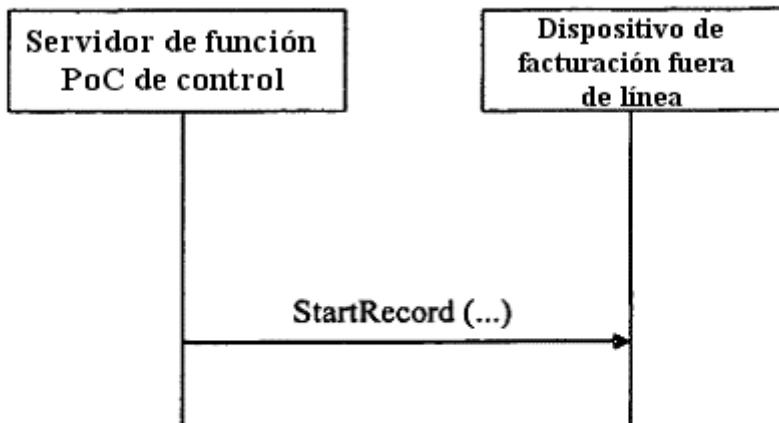 Servidor de función
PoC de control
Dispositivo de
facturación fuera
de línea
StartRecord (...)